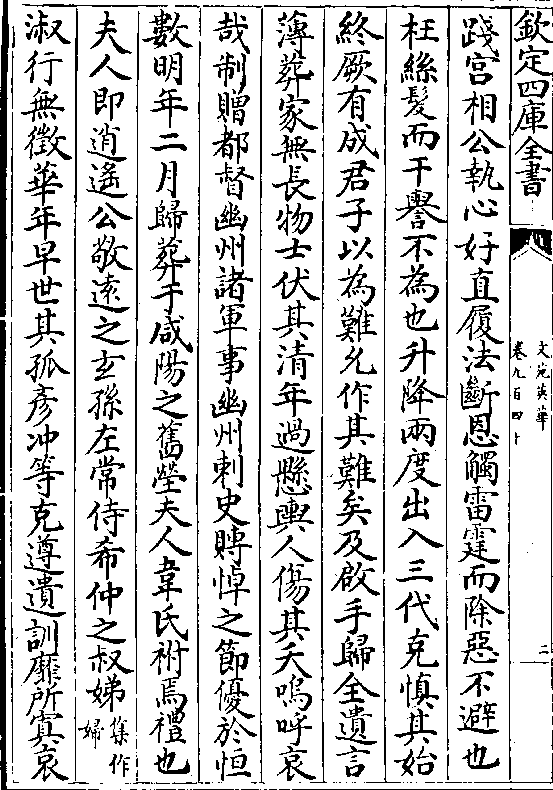 欽定四庫全書
文苑英華
卷九百四十
二
踐宫相公執心好直履法斷恩觸雷霆而除惡不避也
枉絲髮而干譽不為也升降兩度出入三代克慎其始
終厥有成君子以為難允作其難矣及啟手歸全遺言
薄葬家無長物士伏其清年過懸輿人傷其夭嗚呼哀
哉制贈都督幽州諸軍事幽州刺史賻悼之節優於恒
數明年二月歸葬于咸陽之舊塋夫人韋氏祔焉禮也
夫人即逍遙公敬逺之玄孫左常侍希仲之叔娣集作婦
淑行無徵華年早世其孤彥冲等克遵遺訓靡所寘哀